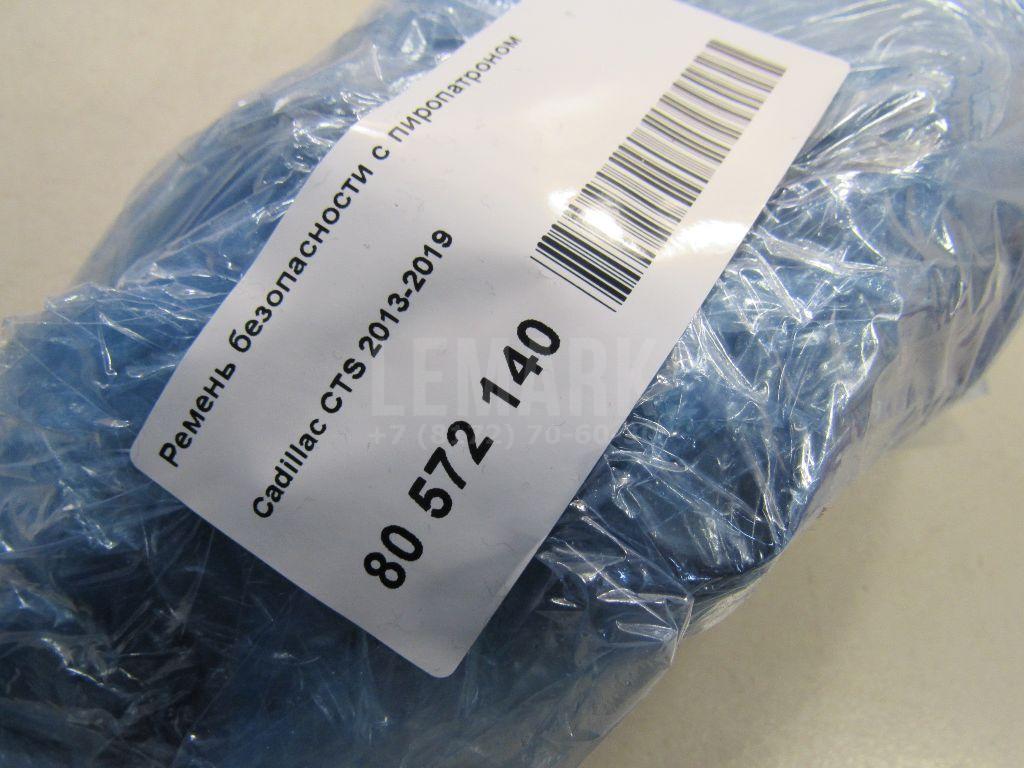 Ремень безопасности с пиропатроном
Cadillac CTS 2013-2019
80 572 140
LEMARK